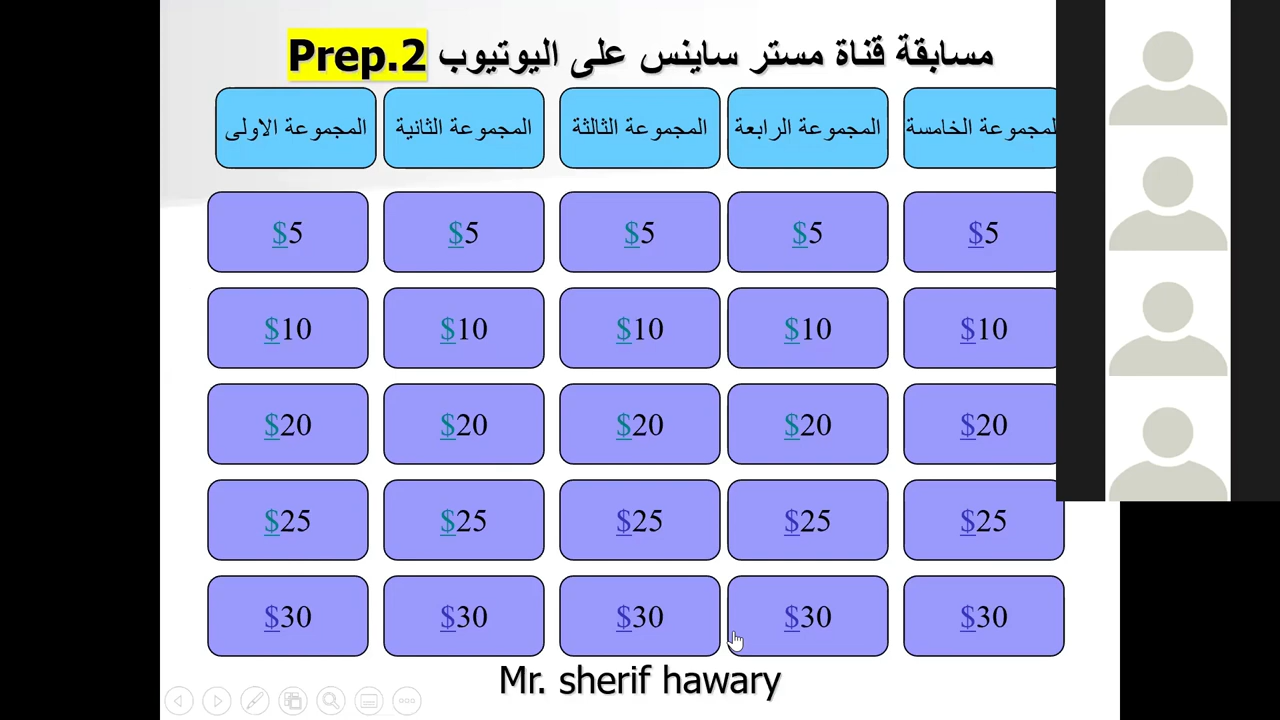 مسابقة قناة مستر ساينس على اليوتيوب Prep.2
المجموعة الاولى المجموعة الثانية المجموعة الثالثة المجموعة الرابعة المجموعة الخامسة
$5 $5 $5 $5 $5
$10 $10 $10 $10 $10
$20 $20 $20 $20 $20
$25 $25 $25 $25 $25
$30 $30 $30 $30 $30
Mr. sherif hawary